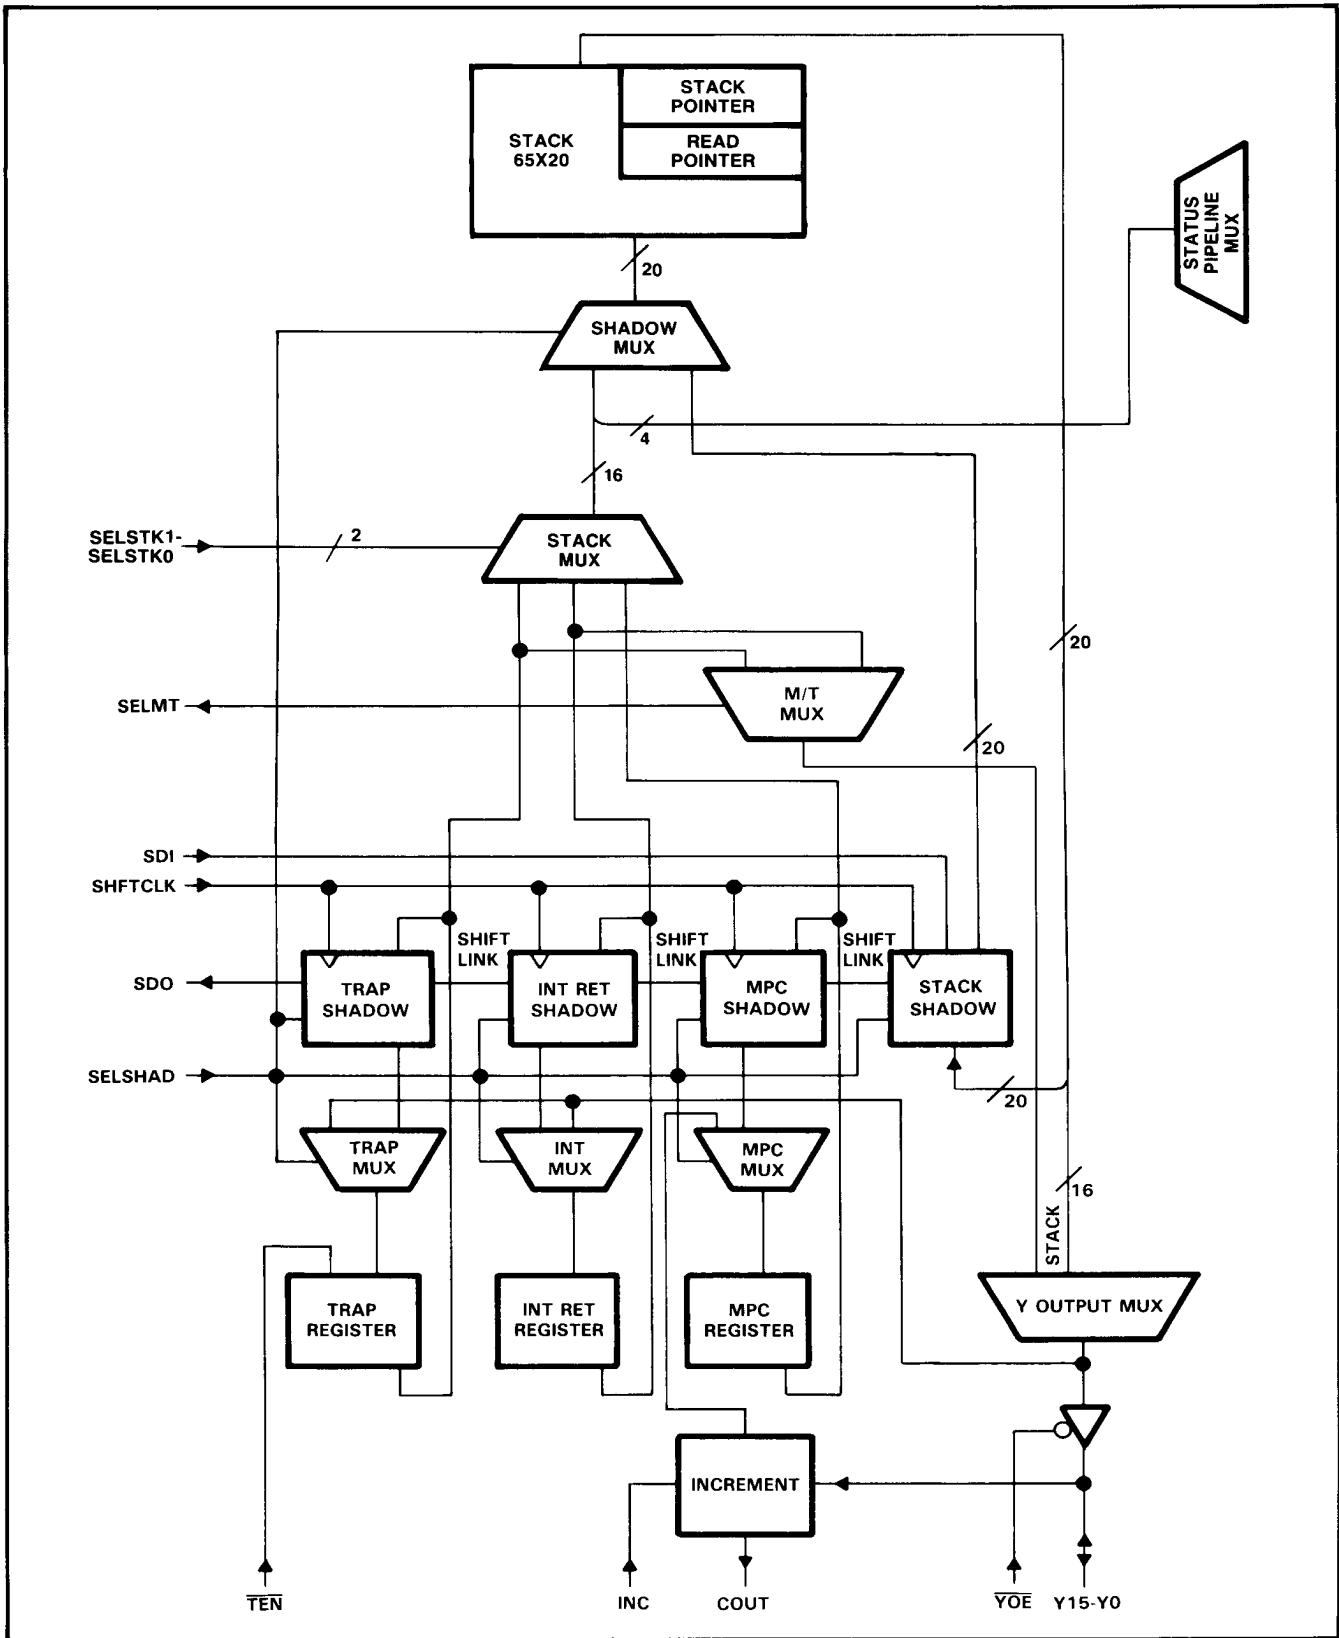 STACK
POINTER
STACK
65X20
READ
POINTER
STATUS
PIPELINE
MUX
20
SHADOW
MUX
4
16
SELSTK1-
SELSTK0
2
STACK
MUX
20
SELMT
M/T
MUX
20
SDI
SHFTCLK
SHIFT
LINK
SHIFT
LINK
SHIFT
LINK
SDO
TRAP
SHADOW
INT RET
SHADOW
MPC
SHADOW
STACK
SHADOW
SELSHAD
20
TRAP
MUX
INT
MUX
MPC
MUX
16
STACK
TRAP
REGISTER
INT RET
REGISTER
MPC
REGISTER
Y OUTPUT MUX
INCREMENT
TEN
INC
COUT
YOE
Y15-Y0